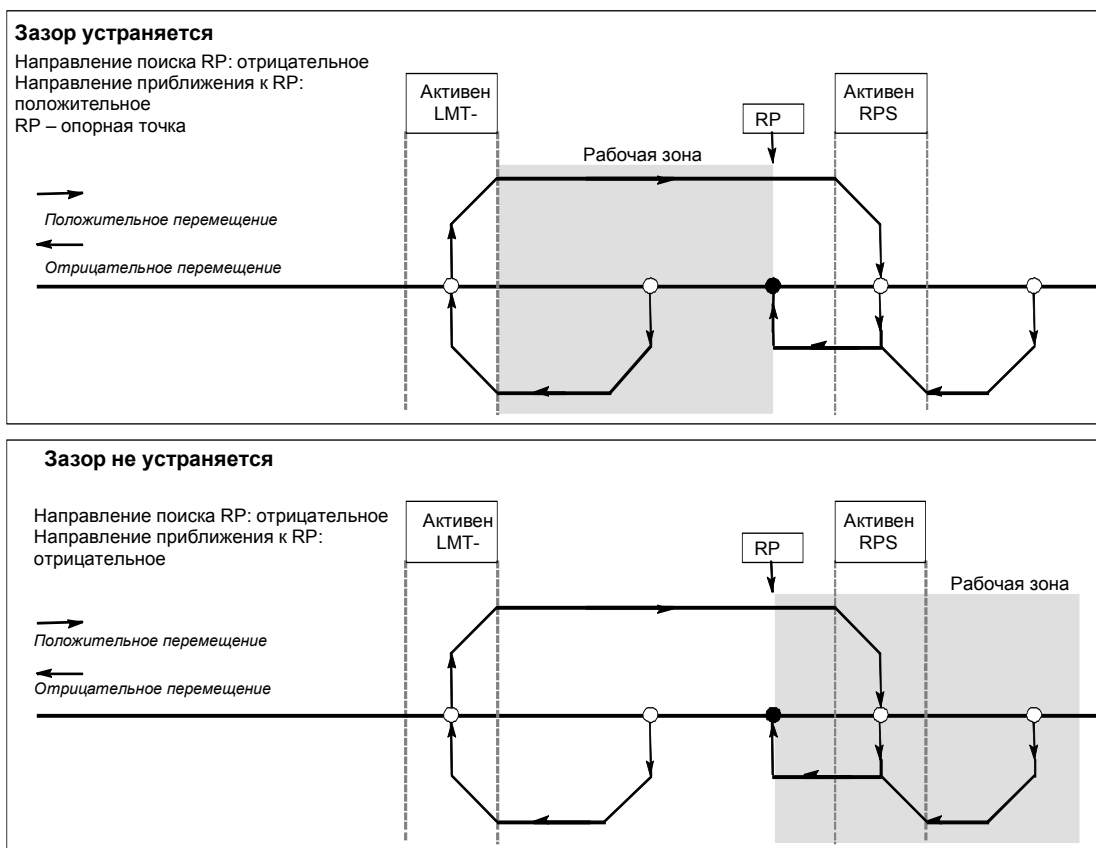 Зазор устраняется
Направление поиска RP: отрицательное
Направление приближения к RP:
положительное
RP – опорная точка
Активен
LMT-
RP
Активен
RPS
Рабочая зона
Положительное перемещение
Отрицательное перемещение
Зазор не устраняется
Направление поиска RP: отрицательное
Направление приближения к RP:
отрицательное
Активен
LMT-
RP
Активен
RPS
Рабочая зона
Положительное перемещение
Отрицательное перемещение